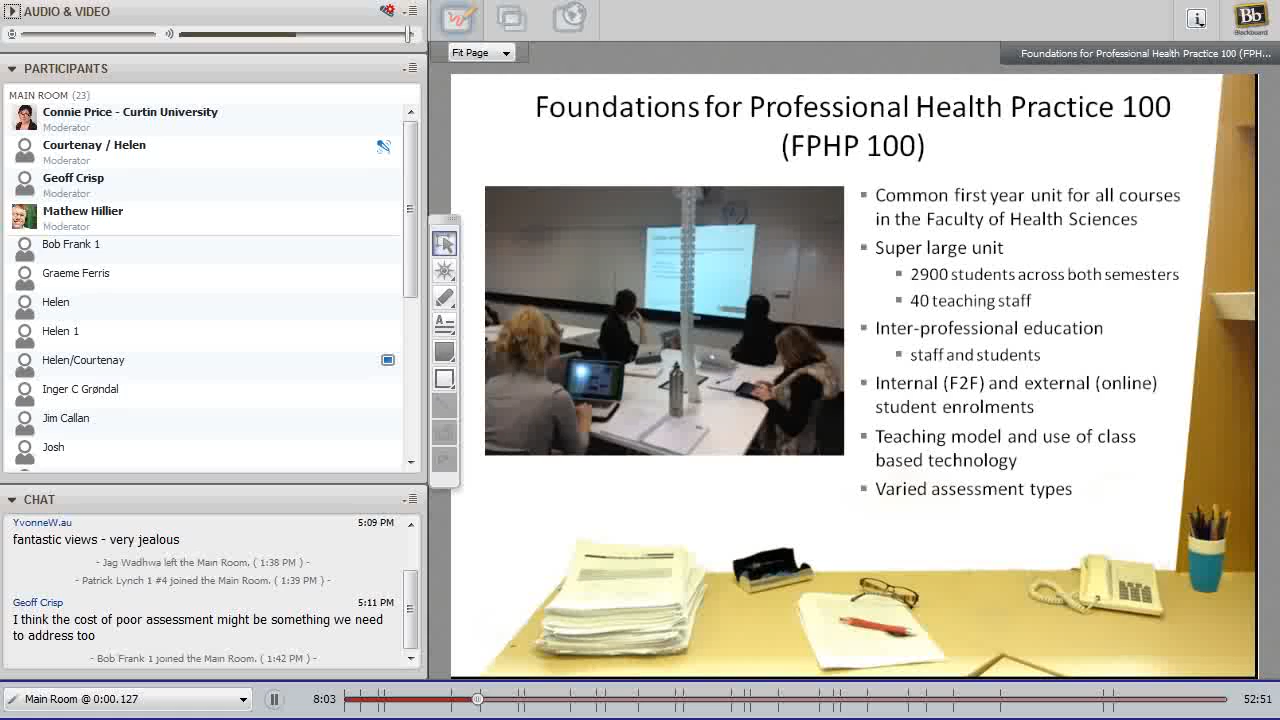 AUDIO & VIDEO
PARTICIPANTS
MAIN ROOM (23)
Connie Price - Curtin University
Moderator
Courtenay / Helen
Moderator
Geoff Crisp
Moderator
Mathew Hillier
Moderator
Bob Frank 1
Graeme Ferris
Helen
Helen 1
Helen/Courtenay
Inger C Grøndal
Jim Callan
Josh
CHAT
YvonneW.au 5:09 PM
fantastic views - very jealous
- Jag Wadhwa left the Main Room. ( 1:38 PM ) -
Lynch 1 #4 joined the Main Room. ( 1:39 PM ) -
Geoff Crisp 5:11 PM
I think the cost of poor assessment might be something we need
to address too
- Bob Frank 1 joined the Main Room. ( 1:42 PM ) -
Main Room @ 0:00.127
8:03
52:51
Fit Page
Bb
Blackboard
Foundations for Professional Health Practice 100 (FPH...
Foundations for Professional Health Practice 100
(FPHP 100)
Common first year unit for all courses
in the Faculty of Health Sciences
Super large unit
2900 students across both semesters
40 teaching staff
Inter-professional education
staff and students
Internal (F2F) and external (online)
student enrolments
Teaching model and use of class
based technology
Varied assessment types